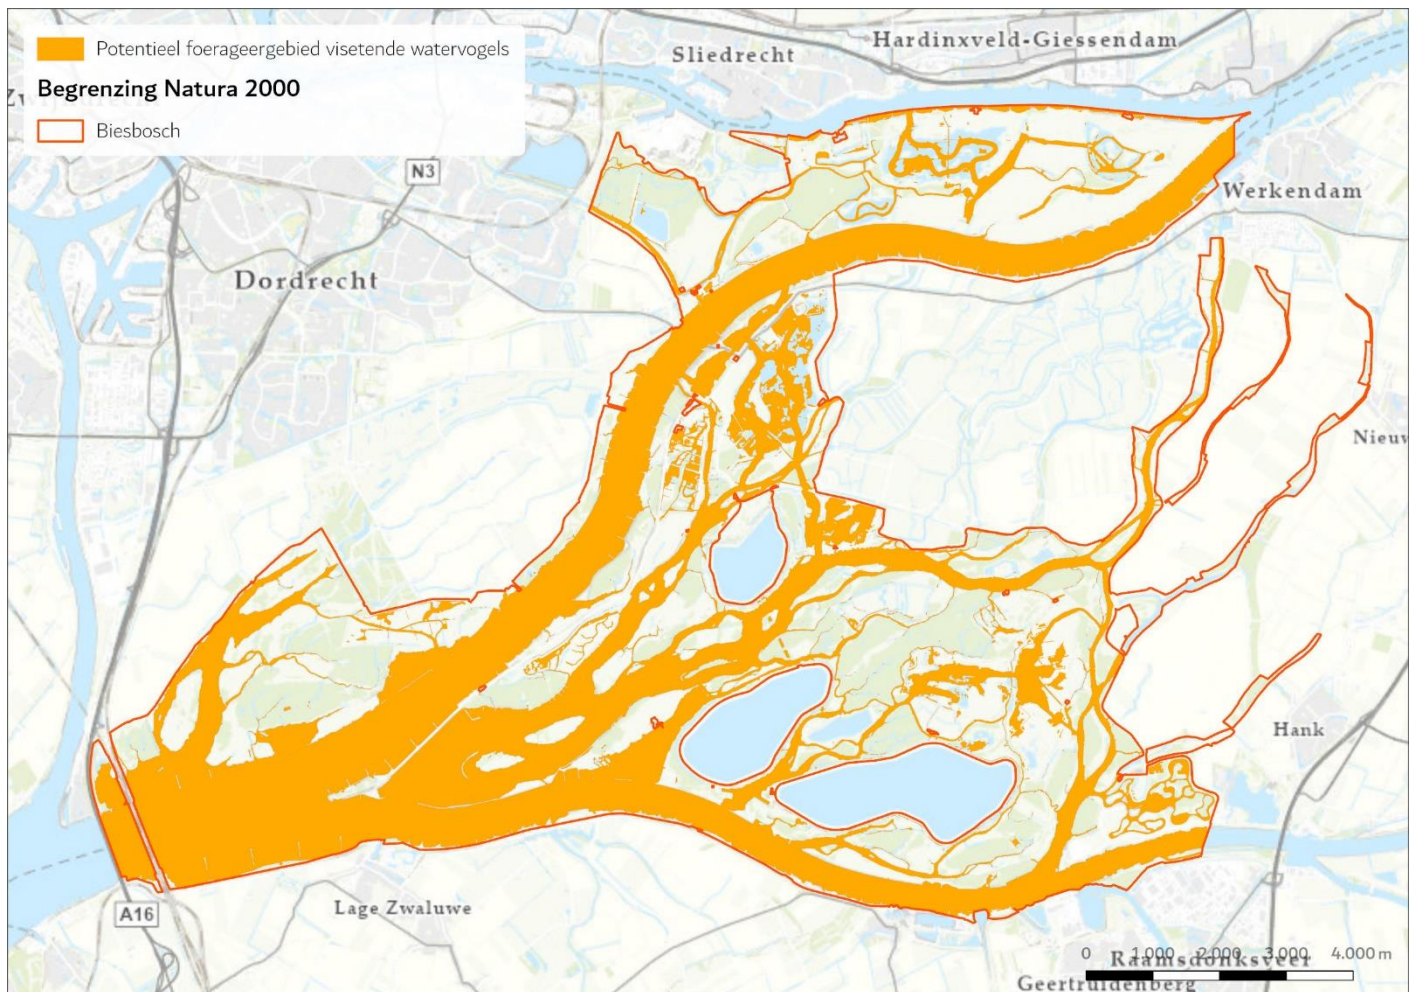 Potentieel foerageergebied visetende watervogels
Begrenzing Natura 2000
Biesbosch
Sliedrecht
Hardinxveld-Giessendam
N3
Werkendam
Dordrecht
Nieuw
Hank
A16
Lage Zwaluwe
0 1.000 2.000 3.000 4.000 m
Raamsdonksveer
Geertruidenberg